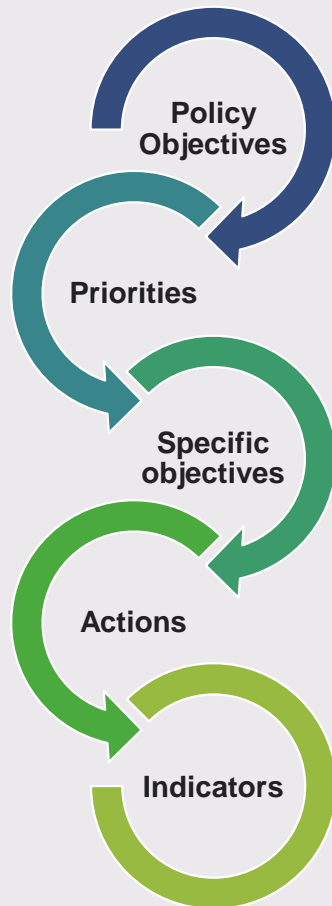 Policy
Objectives
Priorities
Specific
objectives
Actions
Indicators